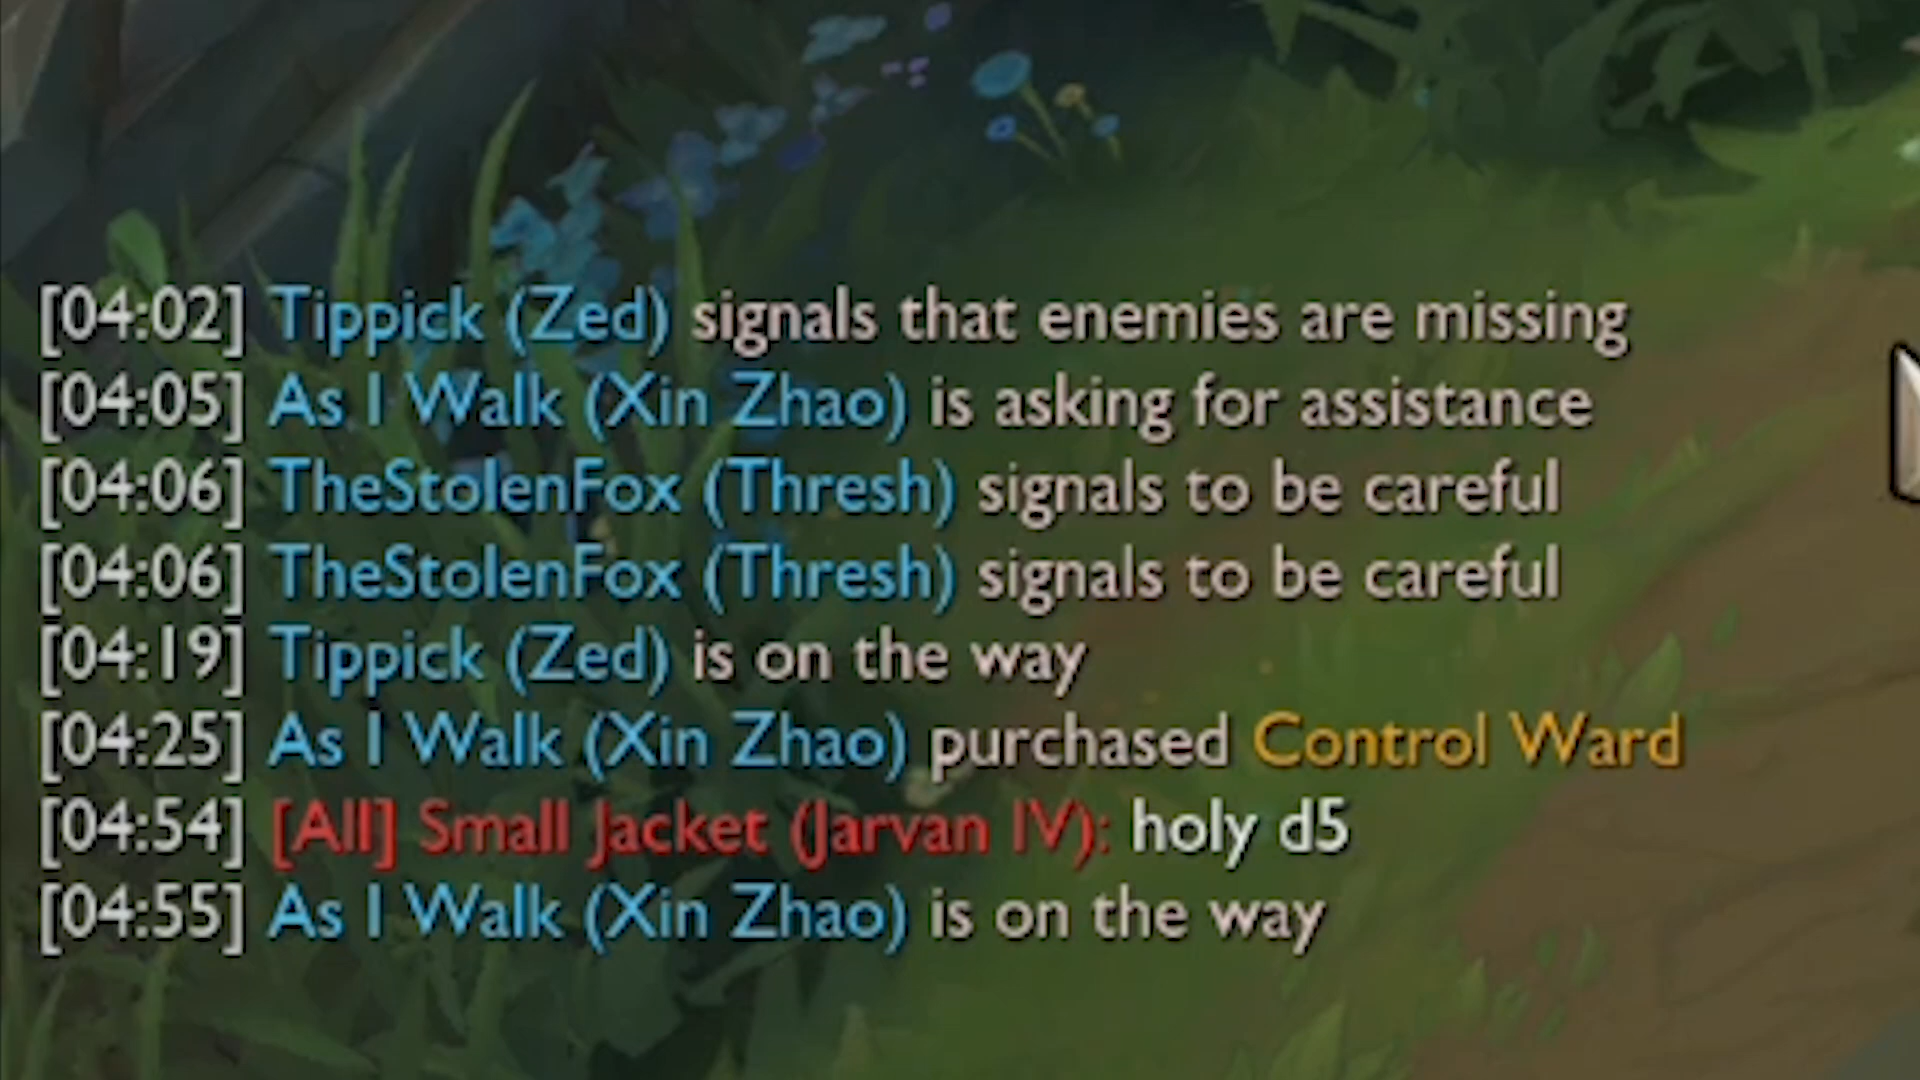 [04:02] Tippick (Zed) signals that enemies are missing
[04:05] As I Walk (Xin Zhao) is asking for assistance
[04:06] TheStolenFox (Thresh) signals to be careful
[04:06] TheStolenFox (Thresh) signals to be careful
[04:19] Tippick (Zed) is on the way
[04:25] As I Walk (Xin Zhao) purchased Control Ward
[04:54] [All] Small Jacket (Jarvan IV): holy d5
[04:55] As I Walk (Xin Zhao) is on the way